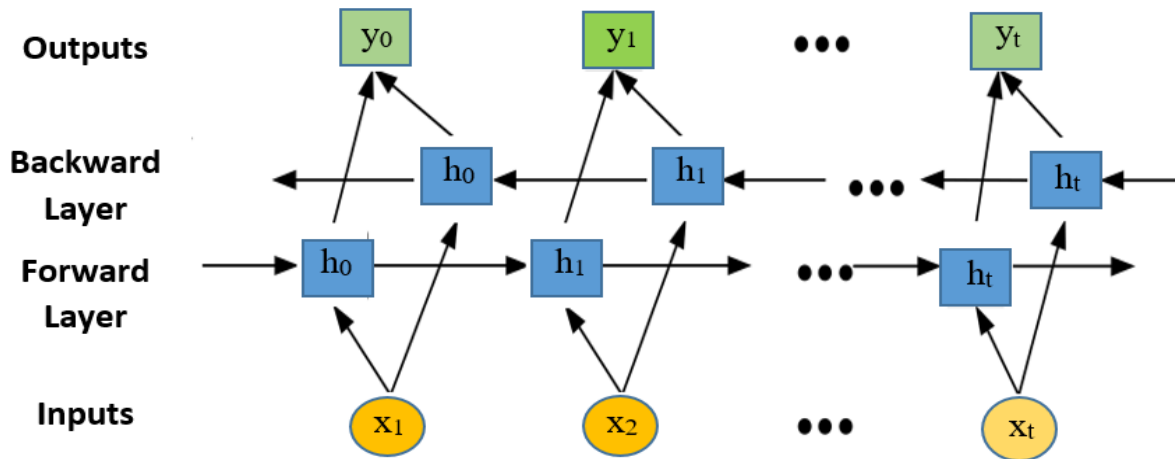 Outputs y₀ y₁ ••• yₜ
Backward
Layer
h₀ h₁ ••• hₜ
Forward
Layer
h₀ h₁ ••• hₜ
Inputs x₁ x₂ ••• xₜ